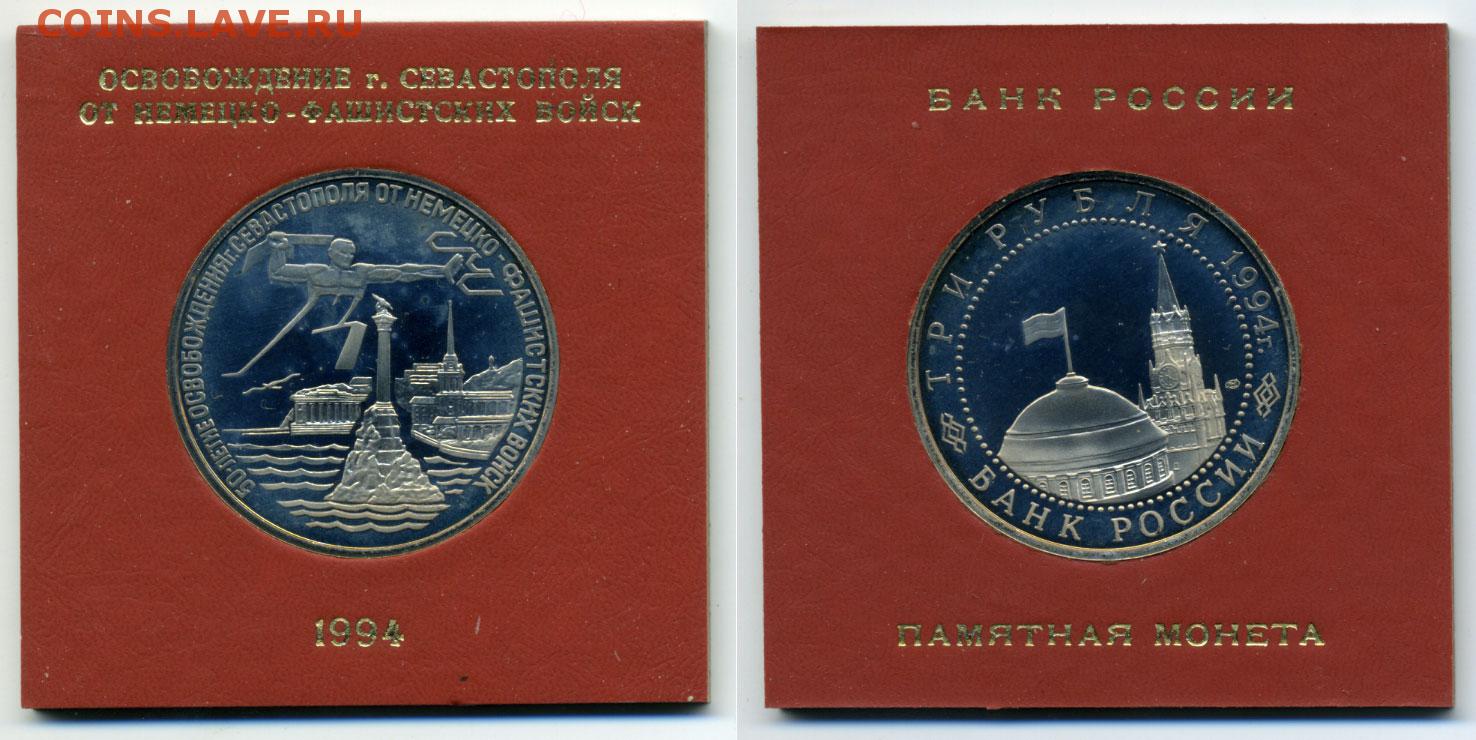 COINS.LAVE.RU
ОСВОБОЖДЕНИЕ г. СЕВАСТОПОЛЯ
ОТ НЕМЕЦКО-ФАШИСТСКИХ ВОЙСК
50-ЛЕТИЕ ОСВОБОЖДЕНИЯ г. СЕВАСТОПОЛЯ ОТ НЕМЕЦКО-ФАШИСТСКИХ ВОЙСК
1994
БАНК РОССИИ
ТРИ РУБЛЯ 1994г.
БАНК РОССИИ
ПАМЯТНАЯ МОНЕТА